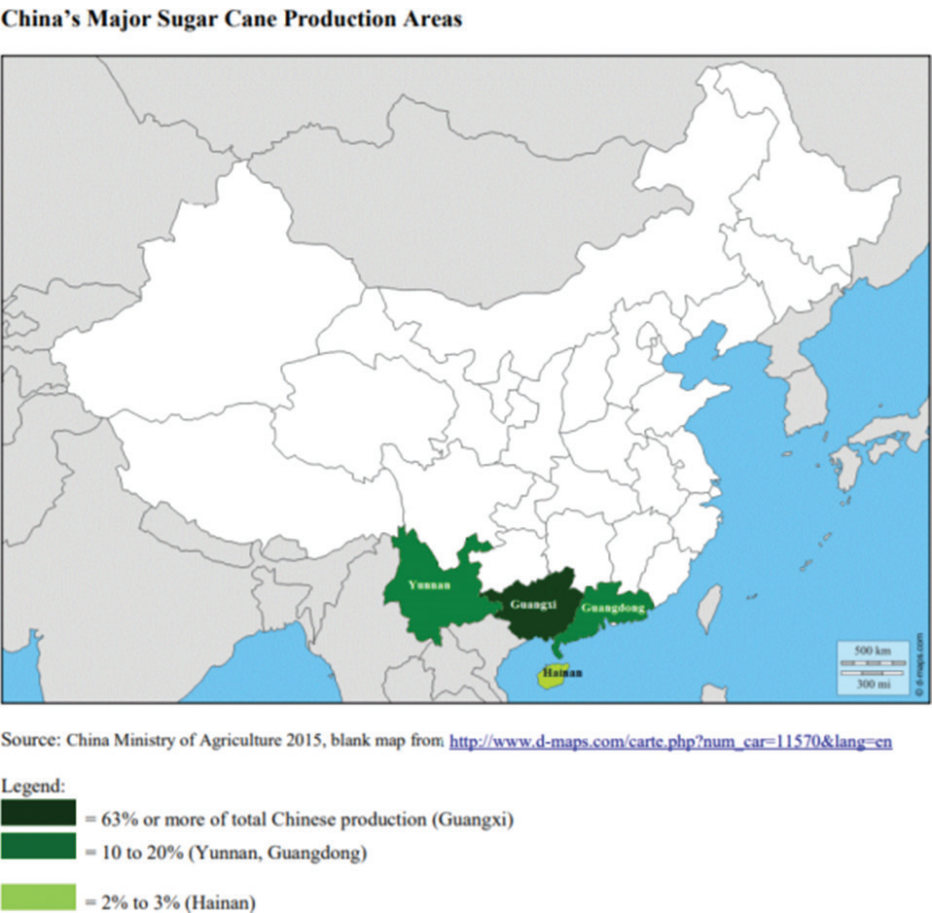 China's Major Sugar Cane Production Areas
Yunnan
Guangxi
Guangdong
Hainan
500 km
300 mi
© d-maps.com
Source: China Ministry of Agriculture 2015, blank map from http://www.d-maps.com/carte.php?num_car=11570&lang=en
Legend:
= 63% or more of total Chinese production (Guangxi)
= 10 to 20% (Yunnan, Guangdong)
= 2% to 3% (Hainan)